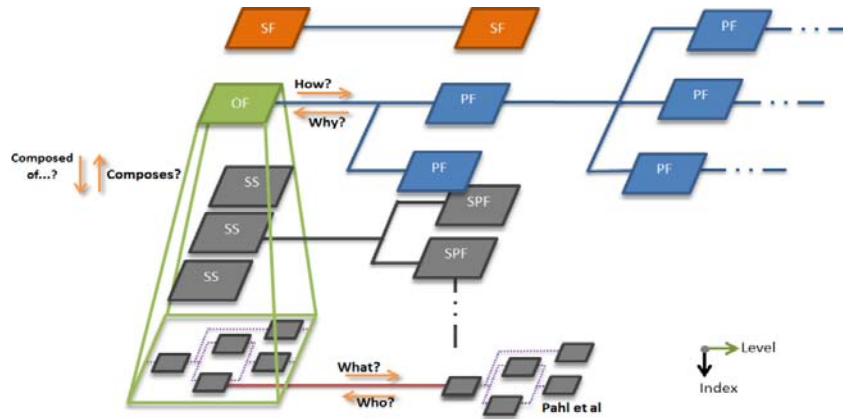 SF
SF
PF
How?
OF
PF
PF
Why?
Composed
of...?
Composes?
PF
PF
SS
SPF
SS
SPF
SS
What?
Level
Who?
Index
Pahl et al